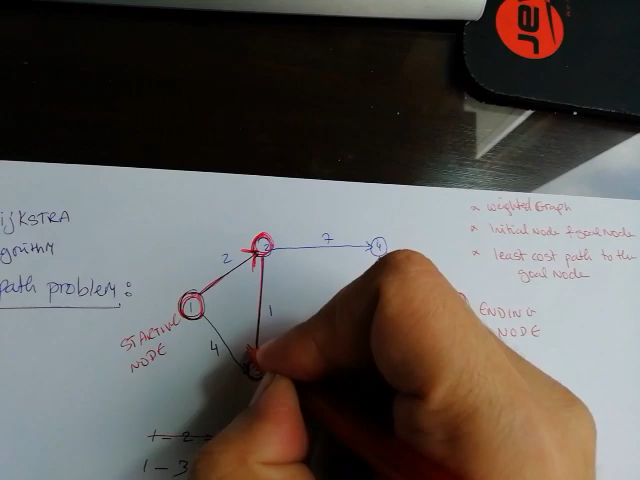 ijKSTRA
gorithm
path problem :
* weighted Graph
* Initial Node & goal Node
* least cost path to the
goal Node
ENDING
NODE
STARTING
NODE
2
7
4
1
1
4
1-2
1-3